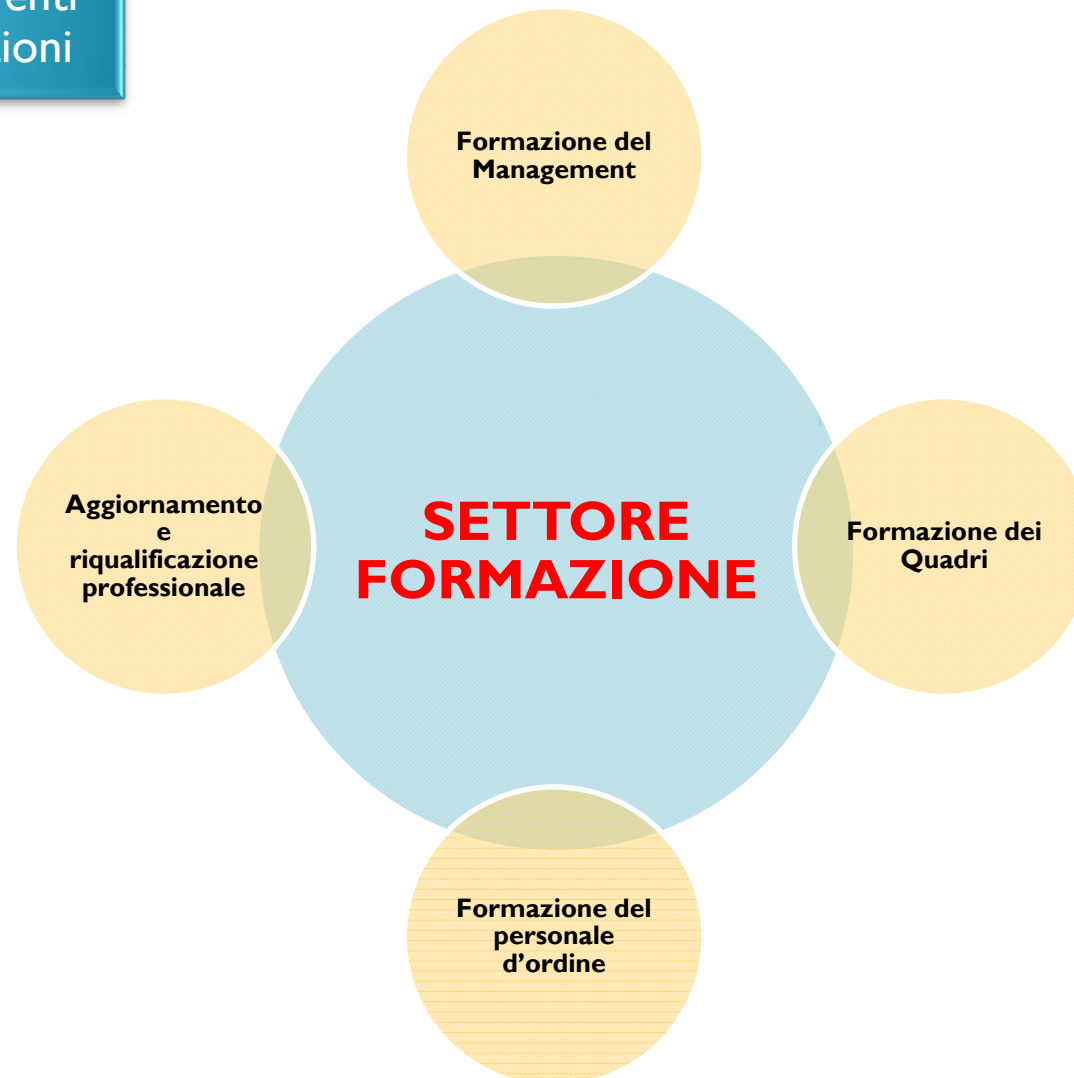 Formazione del
Management
Aggiornamento
e
riqualificazione
professionale
SETTORE
FORMAZIONE
Formazione dei
Quadri
Formazione del
personale
d’ordine